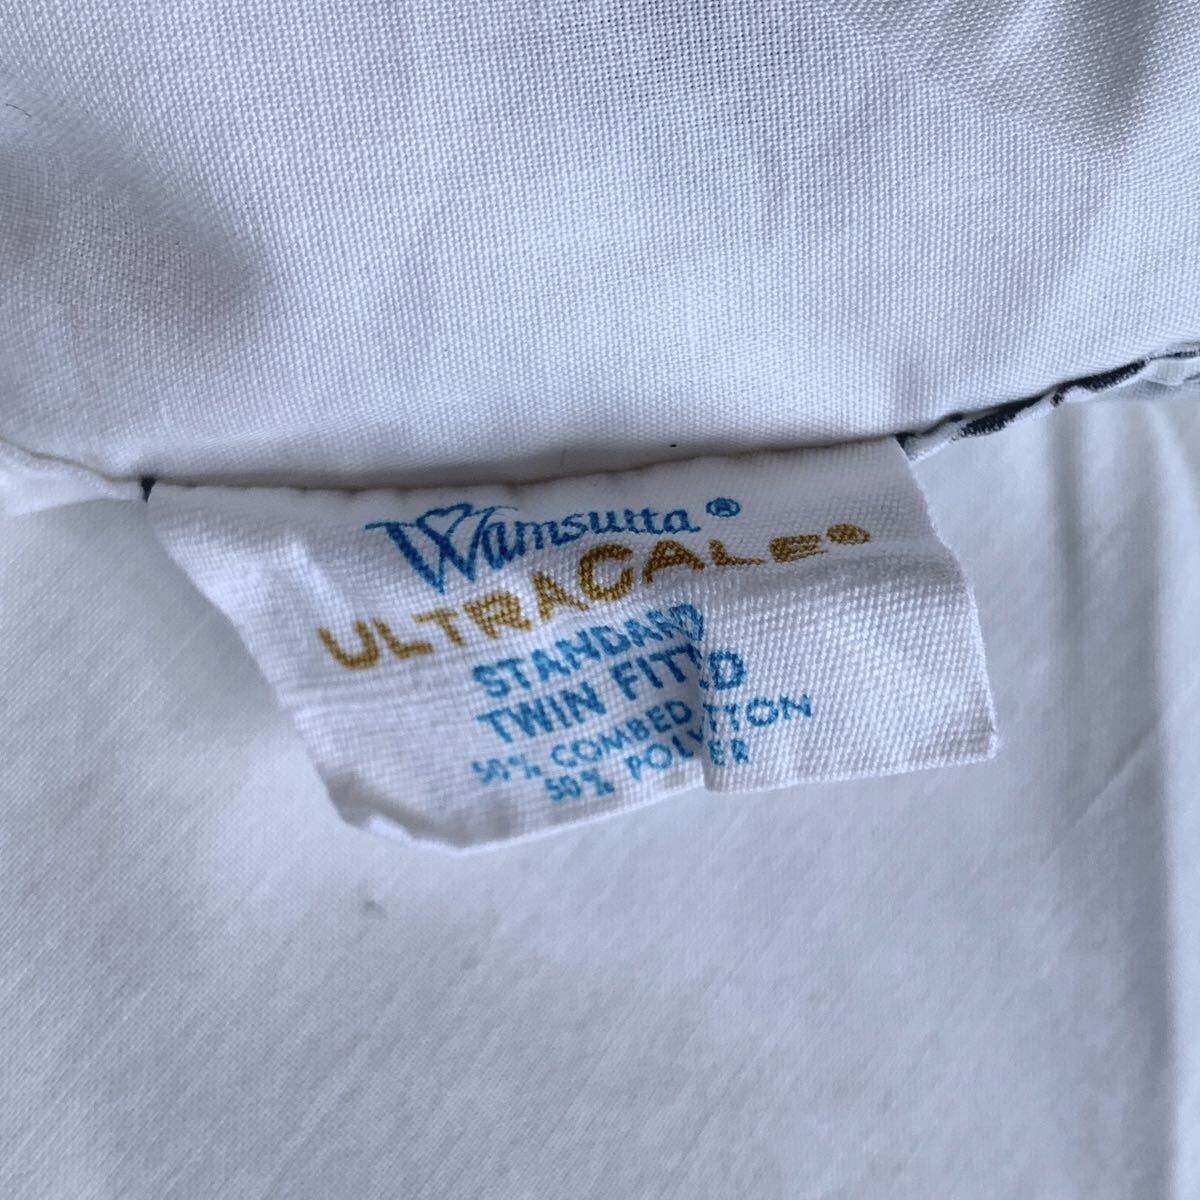 Wamsutta®
ULTRACALE®
STANDARD
TWIN FITTED
50% COMBED COTTON
50% POLYESTER